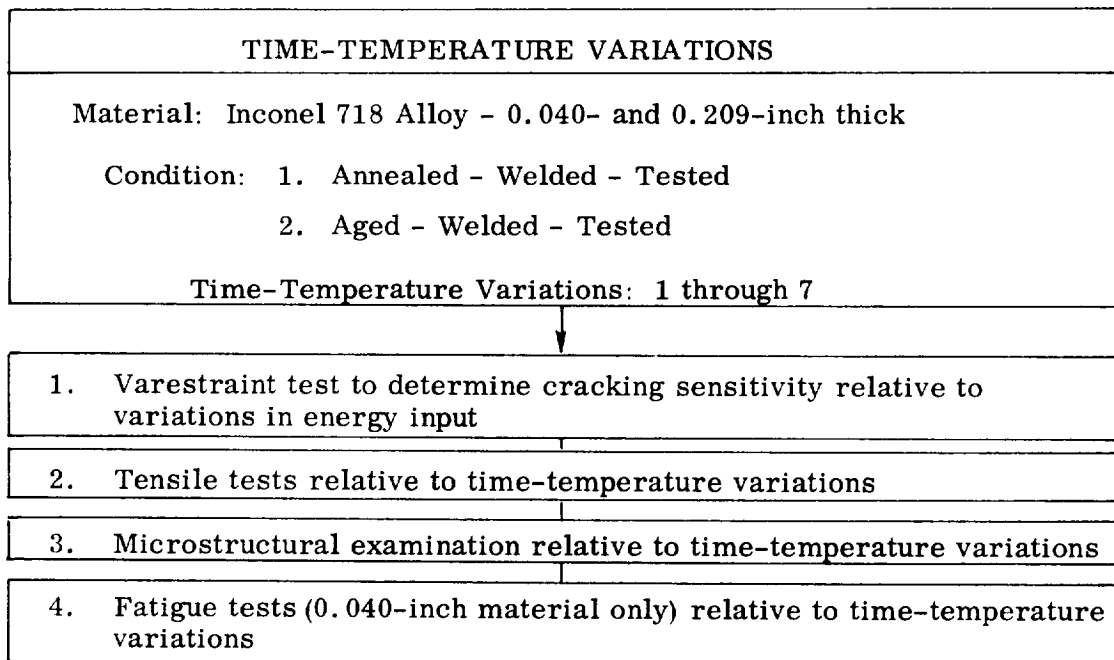 TIME-TEMPERATURE VARIATIONS
Material: Inconel 718 Alloy - 0.040- and 0.209-inch thick
Condition: 1. Annealed - Welded - Tested
2. Aged - Welded - Tested
Time-Temperature Variations: 1 through 7
1. Varestraint test to determine cracking sensitivity relative to
variations in energy input
2. Tensile tests relative to time-temperature variations
3. Microstructural examination relative to time-temperature variations
4. Fatigue tests (0.040-inch material only) relative to time-temperature
variations